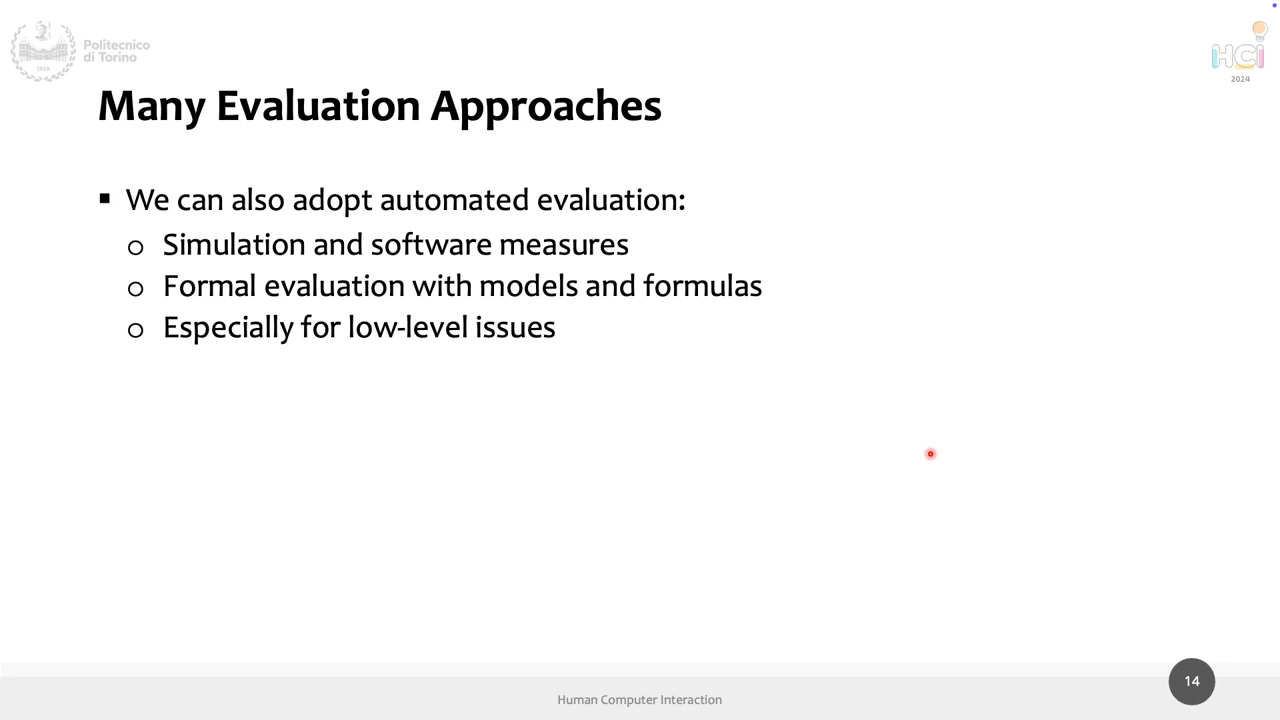 Politecnico
di Torino
1859
HCI
2024
Many Evaluation Approaches
▪ We can also adopt automated evaluation:
o Simulation and software measures
o Formal evaluation with models and formulas
o Especially for low-level issues
14
Human Computer Interaction